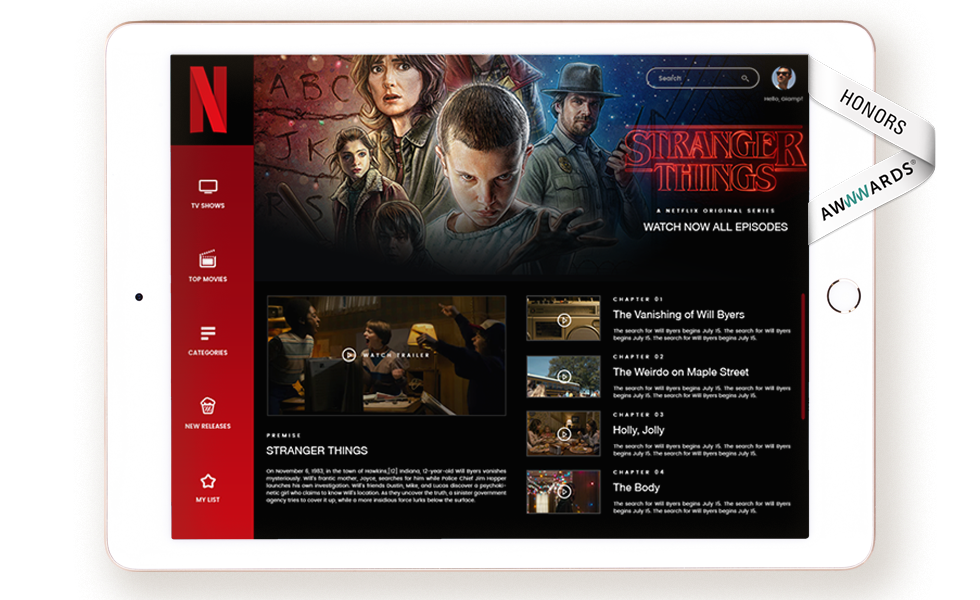 N
Search
Hello, Glamp!
HONORS
AWWWARDS®
ABC
JK
RS
STRANGER
THINGS
A NETFLIX ORIGINAL SERIES
WATCH NOW ALL EPISODES
TV SHOWS
TOP MOVIES
CATEGORIES
NEW RELEASES
MY LIST
WATCH TRAILER
PREMISE
STRANGER THINGS
On November 6, 1983, in the town of Hawkins,[12] Indiana, 12-year-old Will Byers vanishes
mysteriously. Will's frantic mother, Joyce, searches for him while Police Chief Jim Hopper
launches his own investigation. Will's friends Dustin, Mike, and Lucas discover a psychoki-
netic girl who claims to know Will's location. As they uncover the truth, a sinister government
agency tries to cover it up, while a more insidious force lurks below the surface.
CHAPTER 01
The Vanishing of Will Byers
The search for Will Byers begins July 15. The search for Will Byers
begins July 15. The search for Will Byers begins July 15.
CHAPTER 02
The Weirdo on Maple Street
The search for Will Byers begins July 15. The search for Will Byers
begins July 15. The search for Will Byers begins July 15.
CHAPTER 03
Holly, Jolly
The search for Will Byers begins July 15. The search for Will Byers
begins July 15. The search for Will Byers begins July 15.
CHAPTER 04
The Body
The search for Will Byers begins July 15. The search for Will Byers
begins July 15. The search for Will Byers begins July 15.